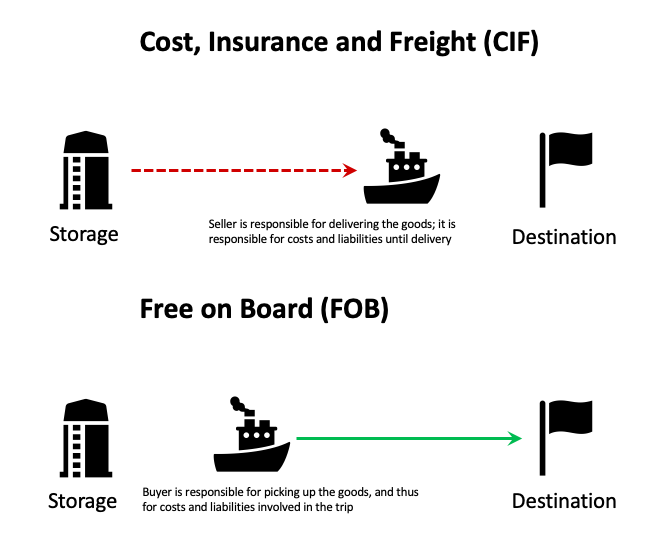 Cost, Insurance and Freight (CIF)
Storage
Seller is responsible for delivering the goods; it is
responsible for costs and liabilities until delivery
Destination
Free on Board (FOB)
Storage
Buyer is responsible for picking up the goods, and thus
for costs and liabilities involved in the trip
Destination